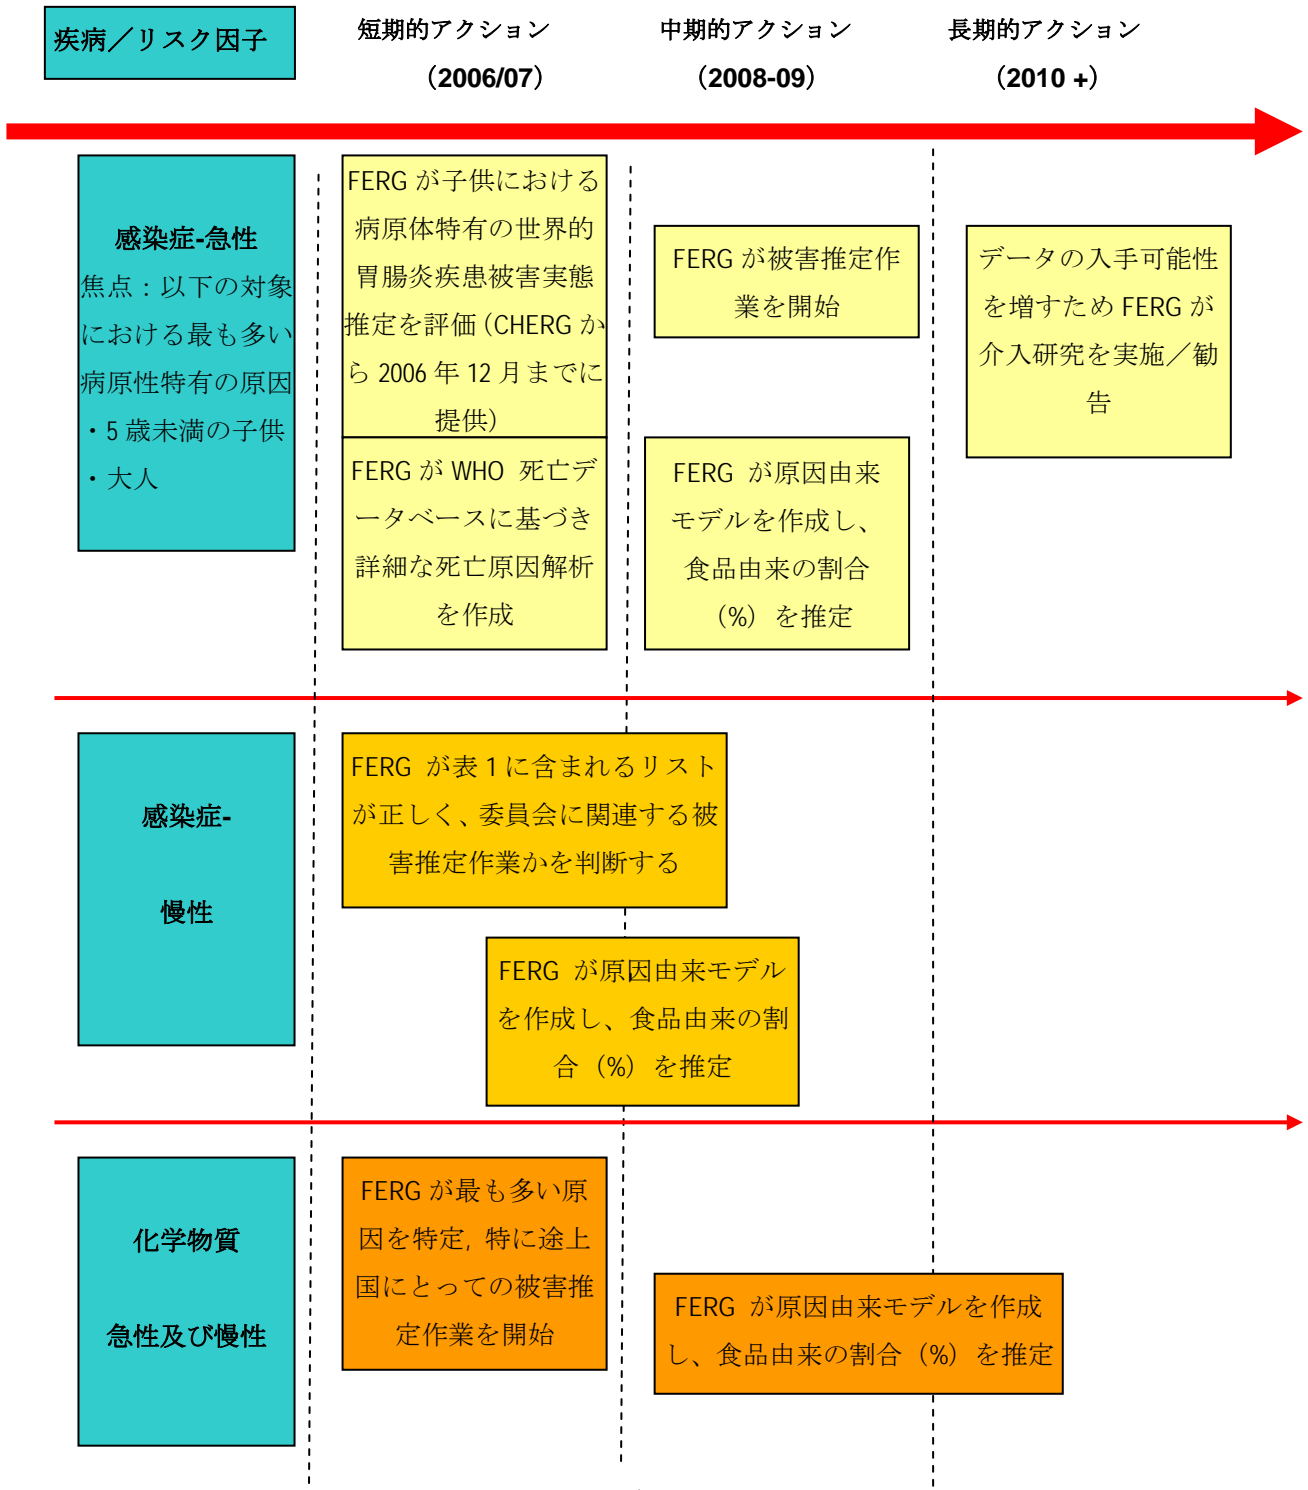 疾病／リスク因子
短期的アクション
（2006/07）
中期的アクション
（2008-09）
長期的アクション
（2010 +）
感染症-急性
焦点：以下の対象
における最も多い
病原性特有の原因
・5 歳未満の子供
・大人
FERG が子供における
病原体特有の世界的
胃腸炎疾患被害実態
推定を評価（CHERG か
ら 2006 年 12 月までに
提供）
FERG が WHO 死亡デ
ータベースに基づき
詳細な死亡原因解析
を作成
FERG が被害推定作
業を開始
FERG が原因由来
モデルを作成し、
食品由来の割合
（%）を推定
データの入手可能性
を増すため FERG が
介入研究を実施／勧
告
感染症-
慢性
FERG が表 1 に含まれるリスト
が正しく、委員会に関連する被
害推定作業かを判断する
FERG が原因由来モデル
を作成し、食品由来の割
合（%）を推定
化学物質
急性及び慢性
FERG が最も多い原
因を特定, 特に途上
国にとっての被害推
定作業を開始
FERG が原因由来モデルを作成
し、食品由来の割合（%）を推定